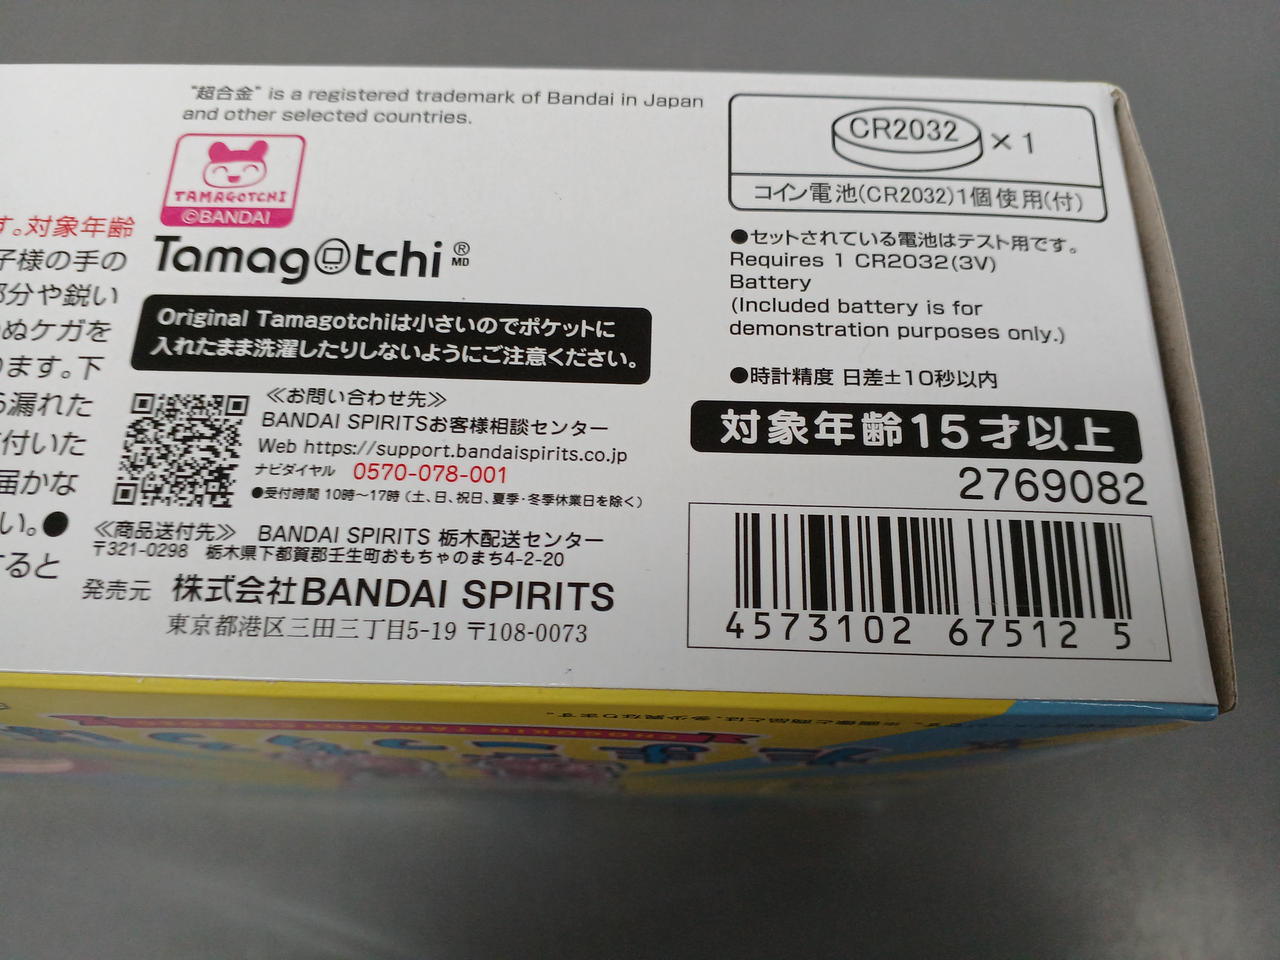 "超合金" is a registered trademark of Bandai in Japan
and other selected countries.
TAMAGOTCHI
©BANDAI
Tamagotchi ® MD
Original Tamagotchiは小さいのでポケットに
入れたまま洗濯したりしないようにご注意ください。
≪お問い合わせ先≫
BANDAI SPIRITSお客様相談センター
Web https://support.bandaispirits.co.jp
ナビダイヤル 0570-078-001
●受付時間 10時〜17時（土、日、祝日、夏季・冬季休業日を除く）
≪商品送付先≫ BANDAI SPIRITS 栃木配送センター
〒321-0298 栃木県下都賀郡壬生町おもちゃのまち4-2-20
発売元 株式会社BANDAI SPIRITS
東京都港区三田三丁目5-19 〒108-0073
す。対象年齢
子様の手の
部分や鋭い
ぬケガを
ります。下
ら漏れた
付いた
届かな
い。●
すると
CR2032 × 1
コイン電池(CR2032)1個使用(付)
●セットされている電池はテスト用です。
Requires 1 CR2032(3V)
Battery
(Included battery is for
demonstration purposes only.)
●時計精度 日差±10秒以内
対象年齢15才以上
2769082
4573102 67512 5
CHOGOKIN TAMAGOTCH